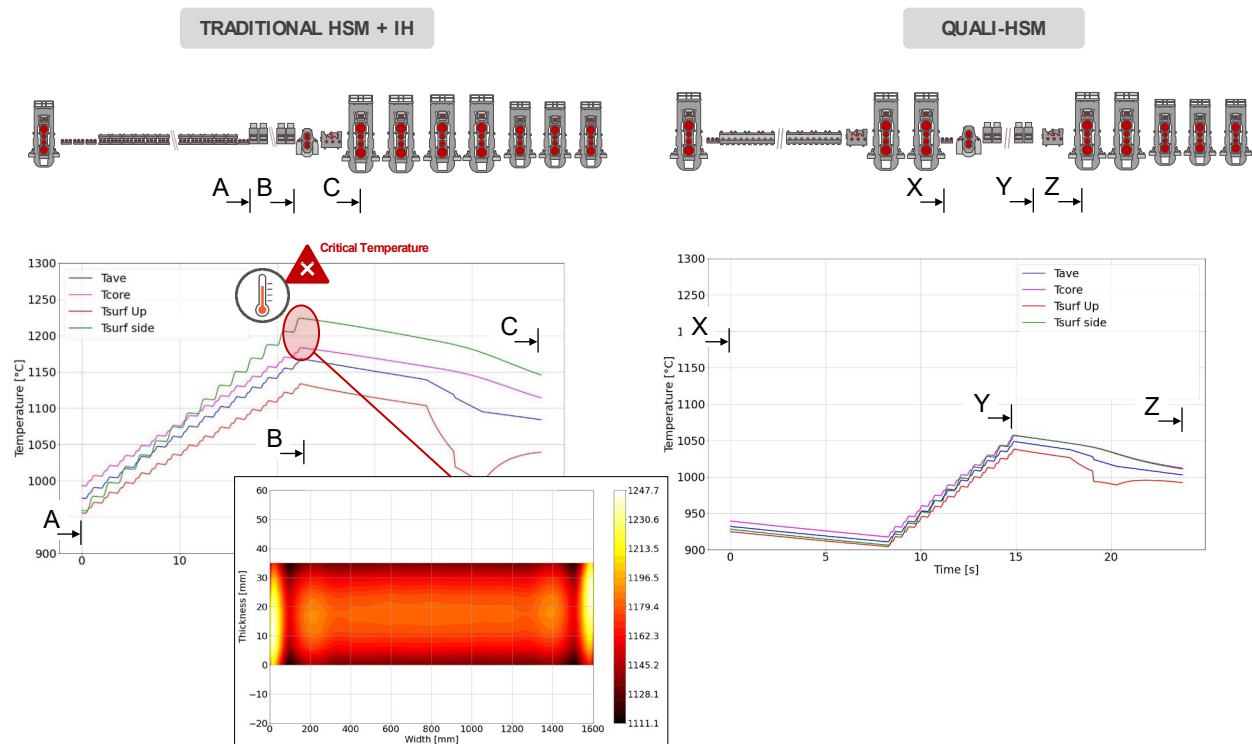 TRADITIONAL HSM + IH
QUALI-HSM
A
B
C
X
Y
Z
Critical Temperature
1300
1250
1200
1150
1100
1050
1000
950
900
Temperature [°C]
Tave
Tcore
Tsurf Up
Tsurf side
A
B
C
0
10
60
50
40
30
20
10
0
−10
−20
Thickness [mm]
0
200
400
600
800
1000
1200
1400
1600
Width [mm]
1247.7
1230.6
1213.5
1196.5
1179.4
1162.3
1145.2
1128.1
1111.1
1300
1250
12
1150
1100
1050
1000
950
900
Temperature [°C]
Tave
Tcore
Tsurf Up
Tsurf side
X
Y
Z
0
5
10
15
20
Time [s]